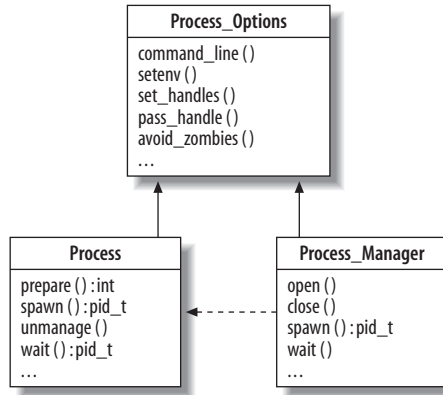 Process_Options
command_line ( )
setenv ( )
set_handles ( )
pass_handle ( )
avoid_zombies ( )
...
Process
prepare ( ) : int
spawn ( ) : pid_t
unmanage ( )
wait ( ) : pid_t
...
Process_Manager
open ( )
close ( )
spawn ( ) : pid_t
wait ( )
...